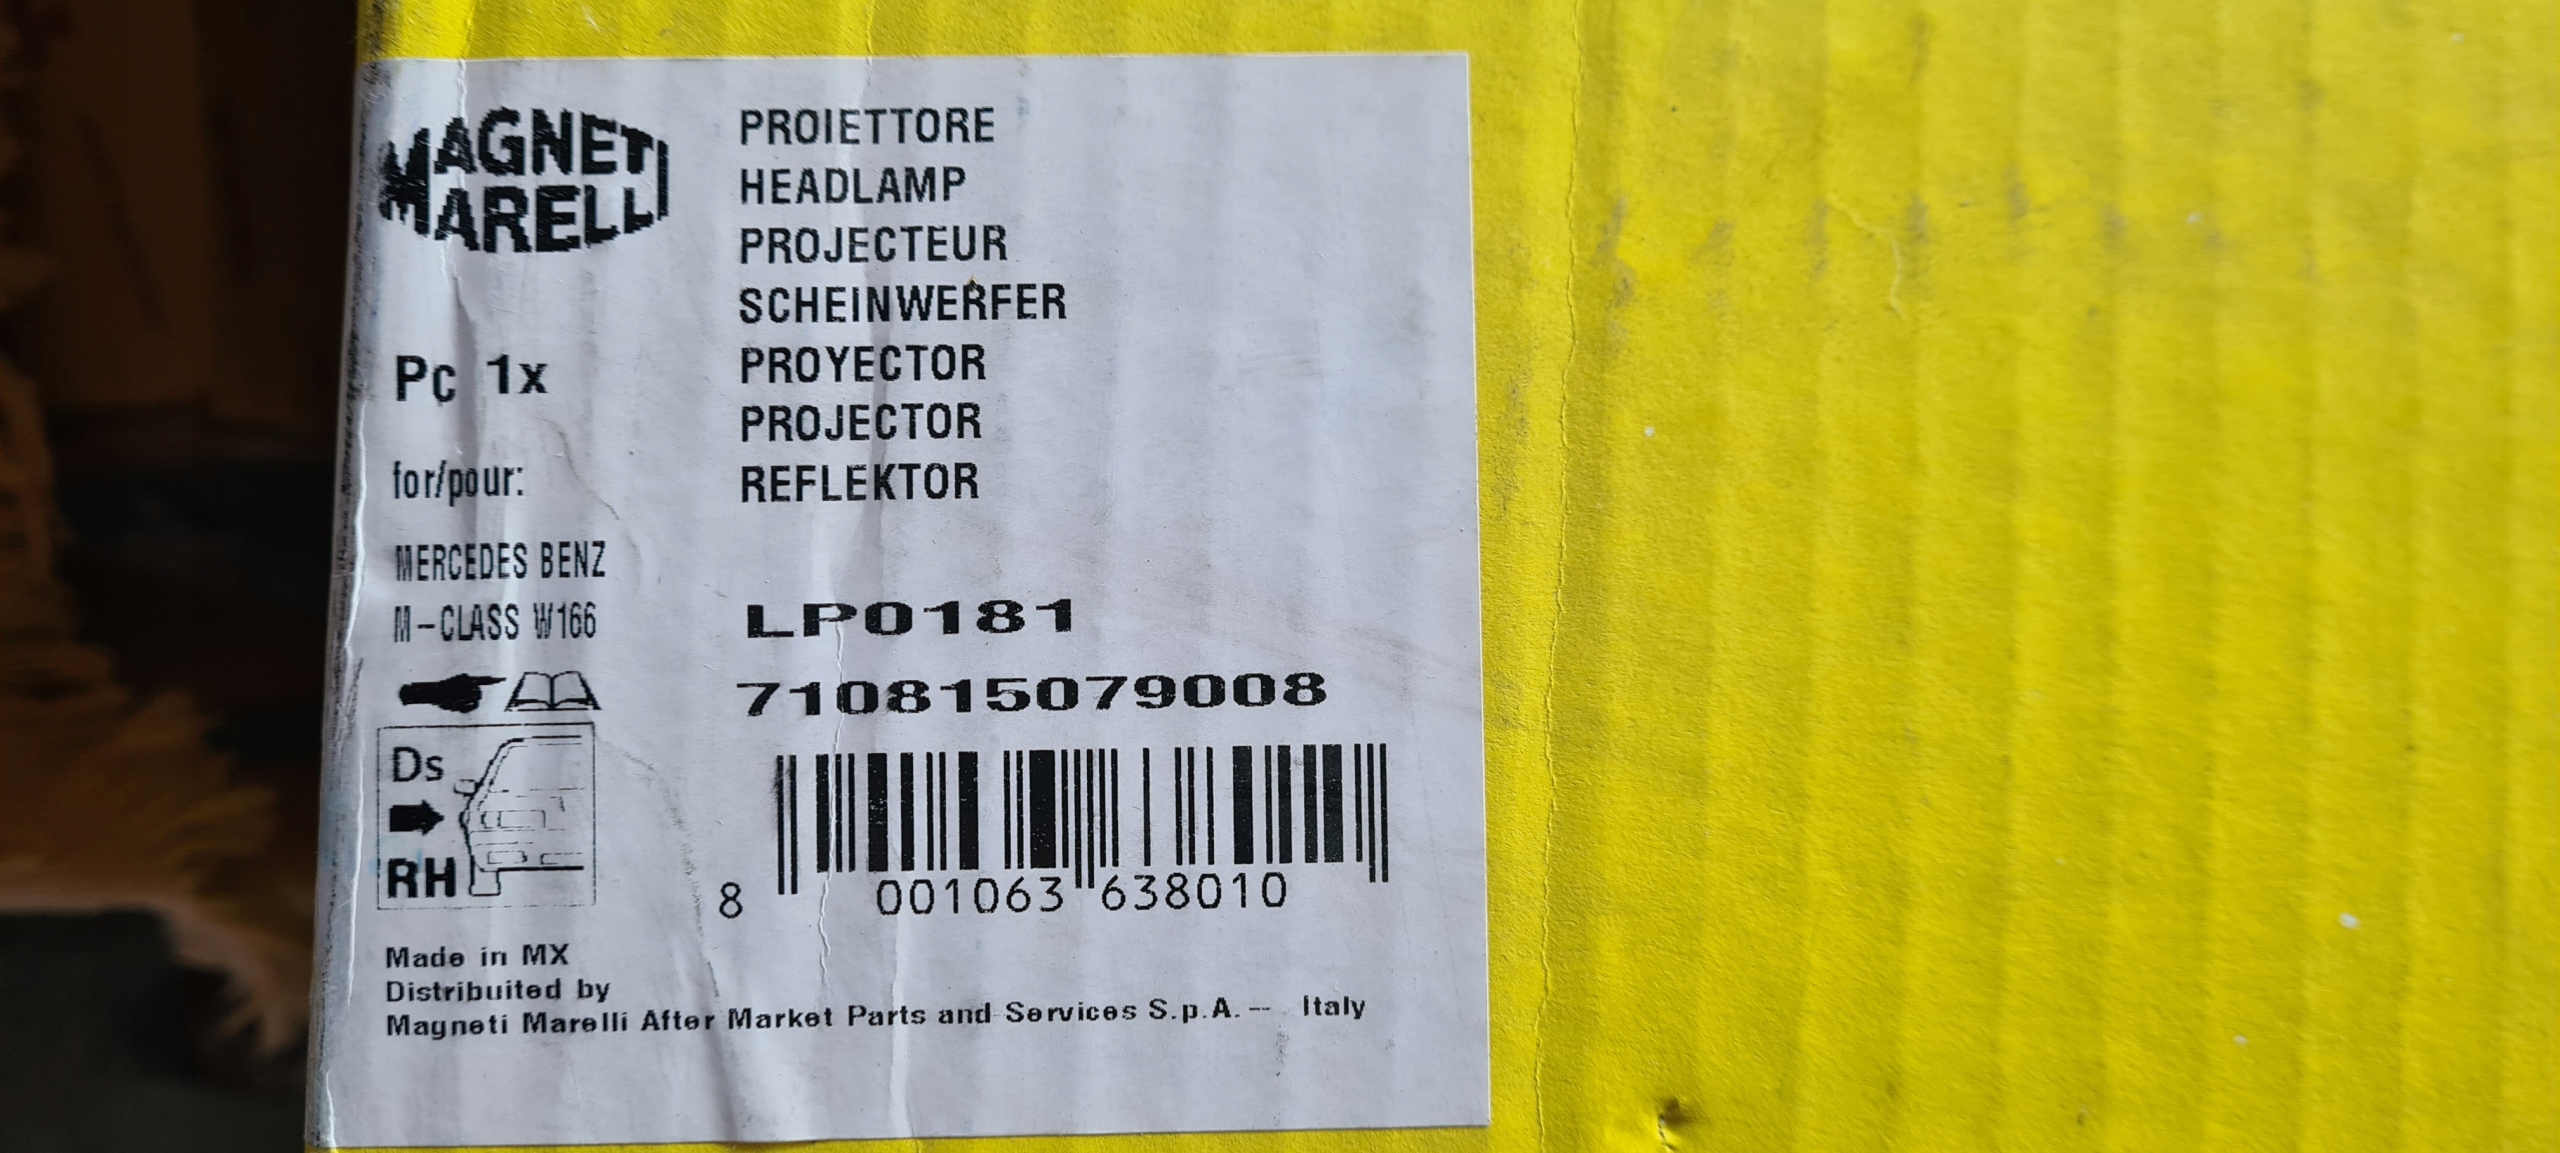 MAGNETI
MARELLI
PROIETTORE
HEADLAMP
PROJECTEUR
SCHEINWERFER
PROYECTOR
PROJECTOR
REFLEKTOR
Pc 1x
for/pour:
MERCEDES BENZ
M-CLASS W166
LP0181
710815079008
Ds
RH
8 001063 638010
Made in MX
Distribuited by
Magneti Marelli After Market Parts and Services S.p.A. -- Italy